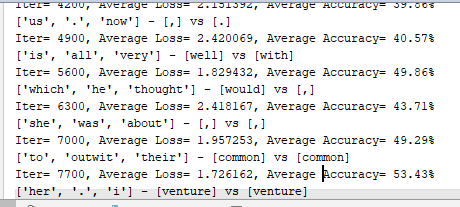 Iter= 4200, Average Loss= 2.151392, Average Accuracy= 39.86%
['us', '.', 'now'] - [,] vs [.]
Iter= 4900, Average Loss= 2.420069, Average Accuracy= 40.57%
['is', 'all', 'very'] - [well] vs [with]
Iter= 5600, Average Loss= 1.829432, Average Accuracy= 49.86%
['which', 'he', 'thought'] - [would] vs [,]
Iter= 6300, Average Loss= 2.418167, Average Accuracy= 43.71%
['she', 'was', 'about'] - [,] vs [,]
Iter= 7000, Average Loss= 1.957253, Average Accuracy= 49.29%
['to', 'outwit', 'their'] - [common] vs [common]
Iter= 7700, Average Loss= 1.726162, Average Accuracy= 53.43%
['her', '.', 'i'] - [venture] vs [venture]